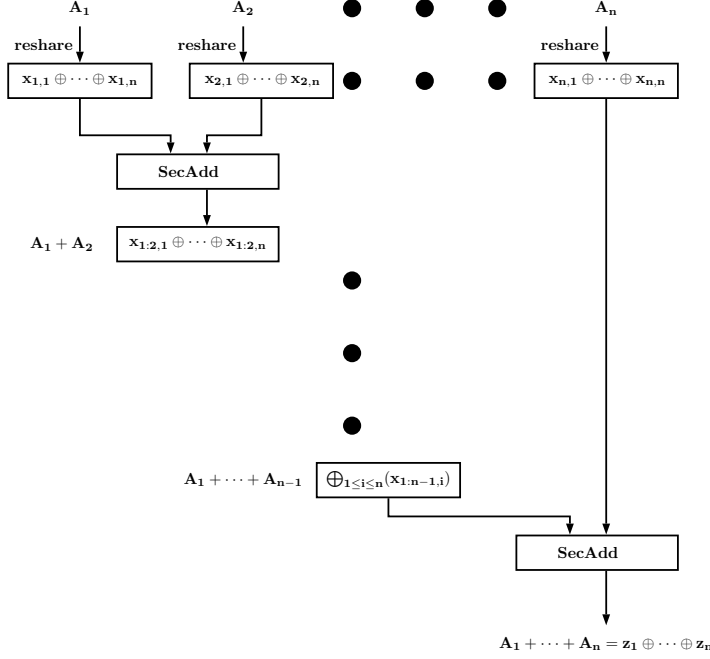 A₁ A₂ Aₙ
reshare reshare reshare
x₁,₁ ⊕ ⋯ ⊕ x₁,ₙ x₂,₁ ⊕ ⋯ ⊕ x₂,ₙ xₙ,₁ ⊕ ⋯ ⊕ xₙ,ₙ
SecAdd
A₁ + A₂ x₁:₂,₁ ⊕ ⋯ ⊕ x₁:₂,ₙ
A₁ + ⋯ + Aₙ₋₁ ⊕₁≤ᵢ≤ₙ(x₁:ₙ₋₁,ᵢ)
SecAdd
A₁ + ⋯ + Aₙ = z₁ ⊕ ⋯ ⊕ zₙ